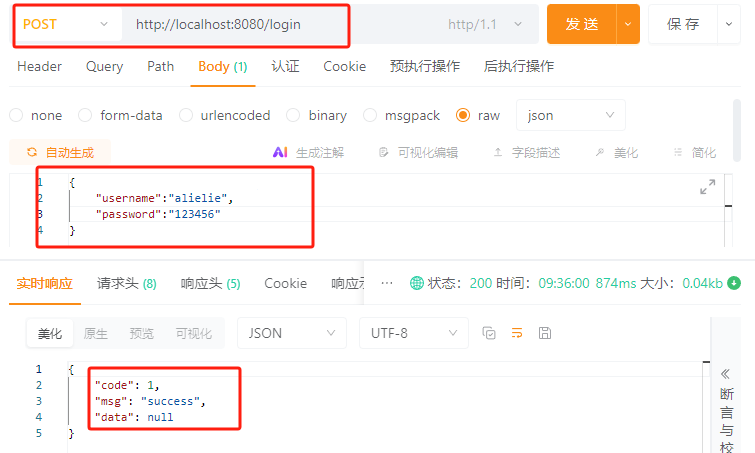 POST http://localhost:8080/login http/1.1 发 送 保 存
Header Query Path Body (1) 认证 Cookie 预执行操作 后执行操作
none form-data urlencoded binary msgpack raw json
自动生成 AI 生成注解 可视化编辑 字段描述 美化 简化
1 {
2 "username":"alielie",
3 "password":"123456"
4 }
实时响应 请求头 (8) 响应头 (5) Cookie 响应示 ... 状态: 200 时间: 09:36:00 874ms 大小: 0.04kb
美化 原生 预览 可视化 JSON UTF-8
1 {
2 "code": 1,
3 "msg": "success",
4 "data": null
5 }
断言与校